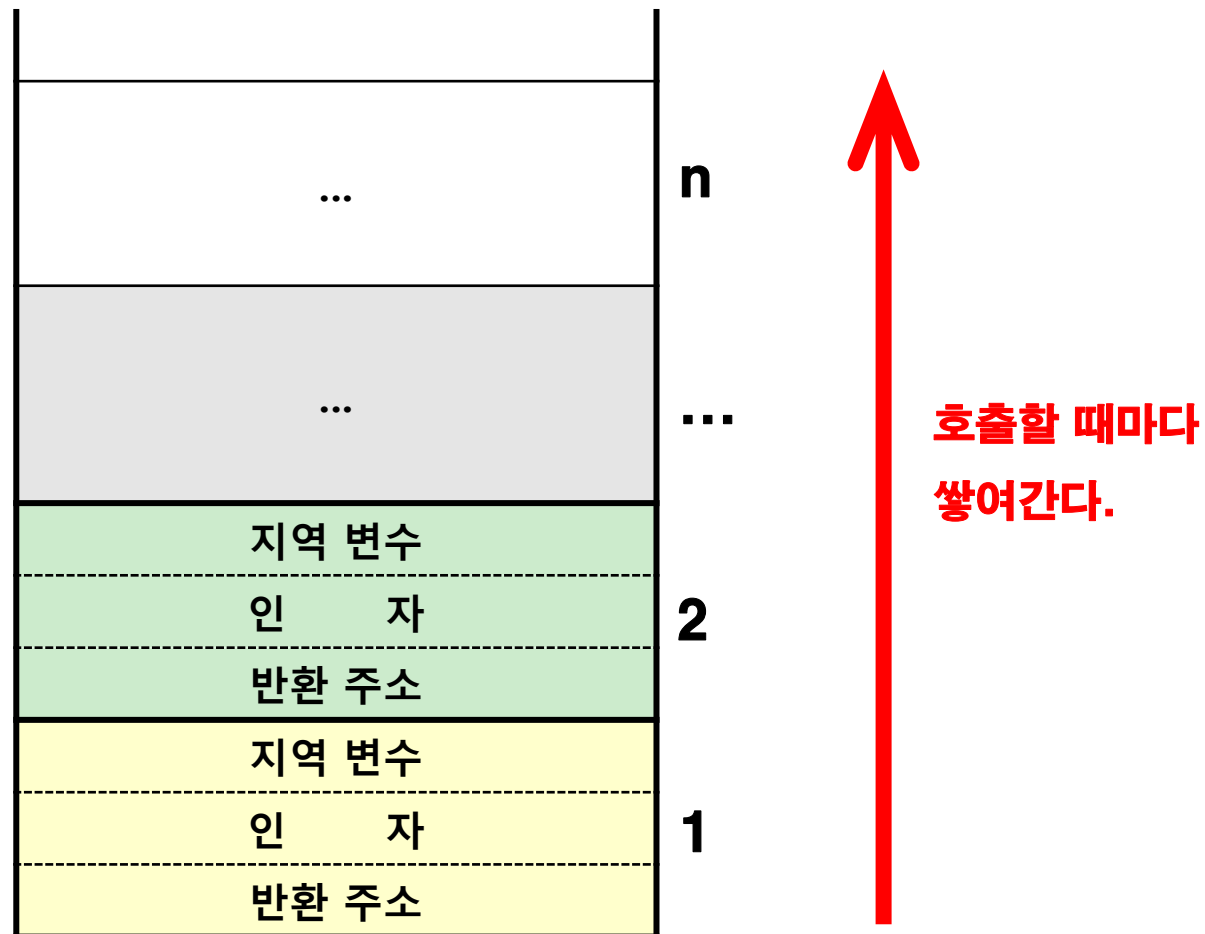 ...
n
...
...
호출할 때마다
쌓여간다.
지역 변수
인 자
2
반환 주소
지역 변수
인 자
1
반환 주소